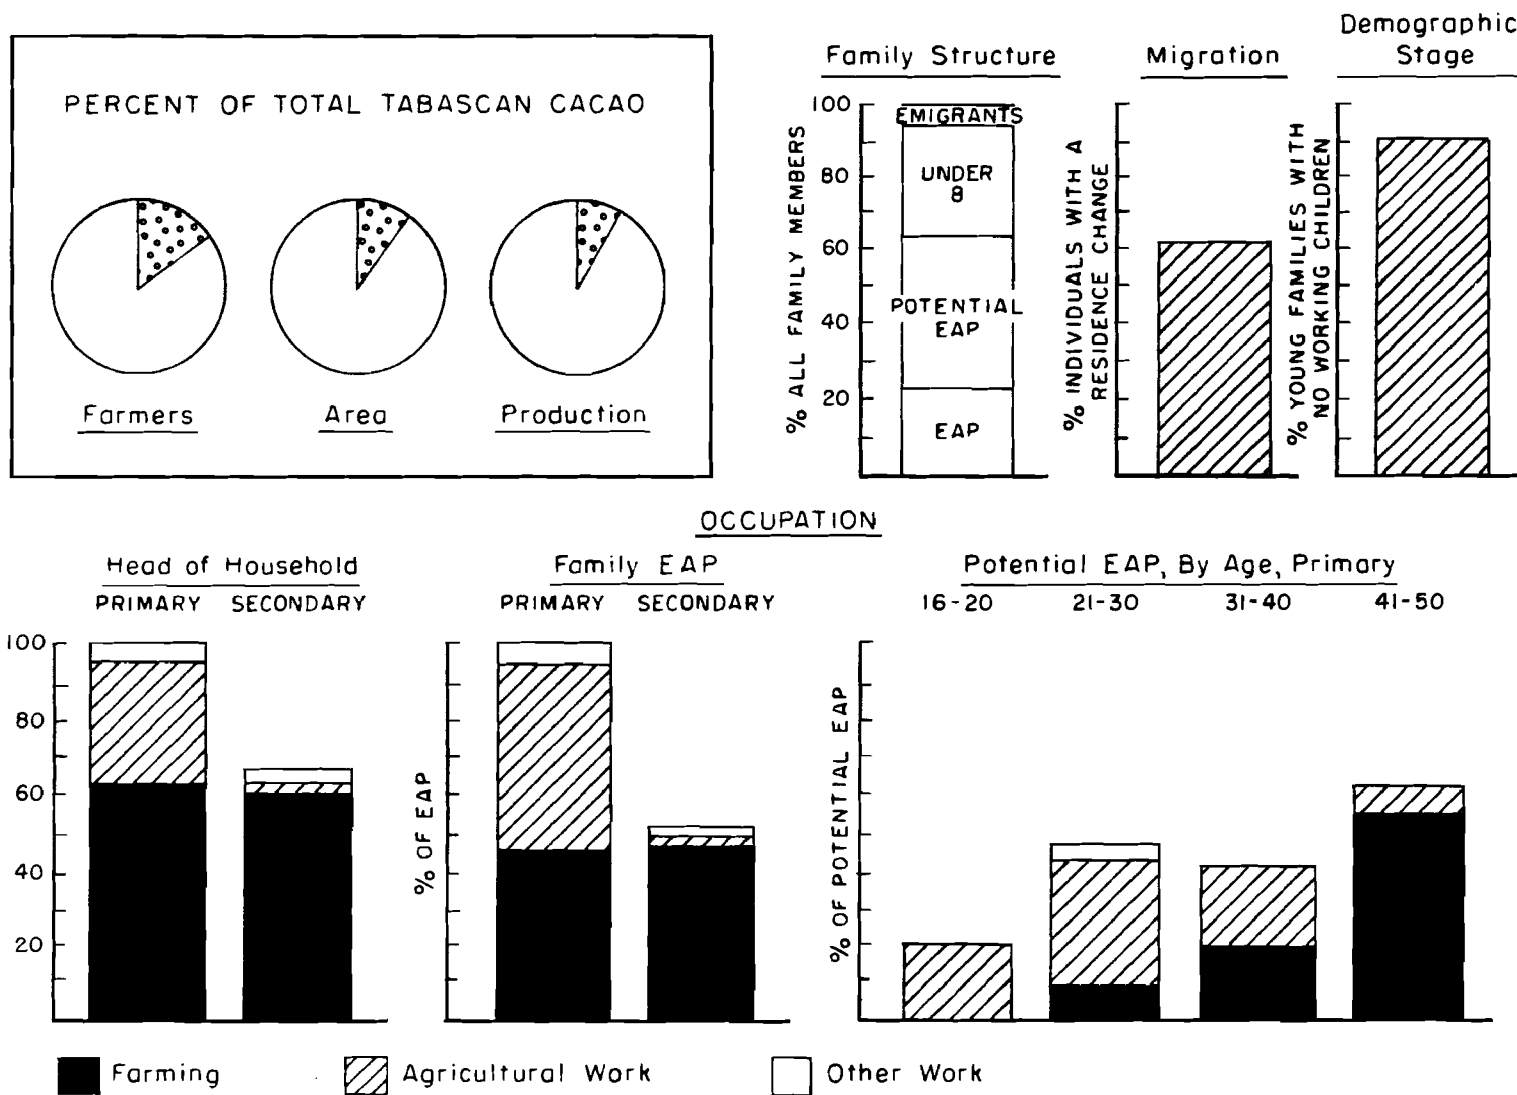 PERCENT OF TOTAL TABASCAN CACAO
Farmers
Area
Production
Family Structure
% ALL FAMILY MEMBERS
100
80
60
40
20
EMIGRANTS
UNDER
8
POTENTIAL
EAP
EAP
Migration
% INDIVIDUALS WITH A
RESIDENCE CHANGE
Demographic
Stage
% YOUNG FAMILIES WITH
NO WORKING CHILDREN
OCCUPATION
Head of Household
PRIMARY SECONDARY
100
80
60
40
20
Family EAP
PRIMARY SECONDARY
% OF EAP
Potential EAP, By Age, Primary
16-20 21-30 31-40 41-50
% OF POTENTIAL EAP
Farming
Agricultural Work
Other Work